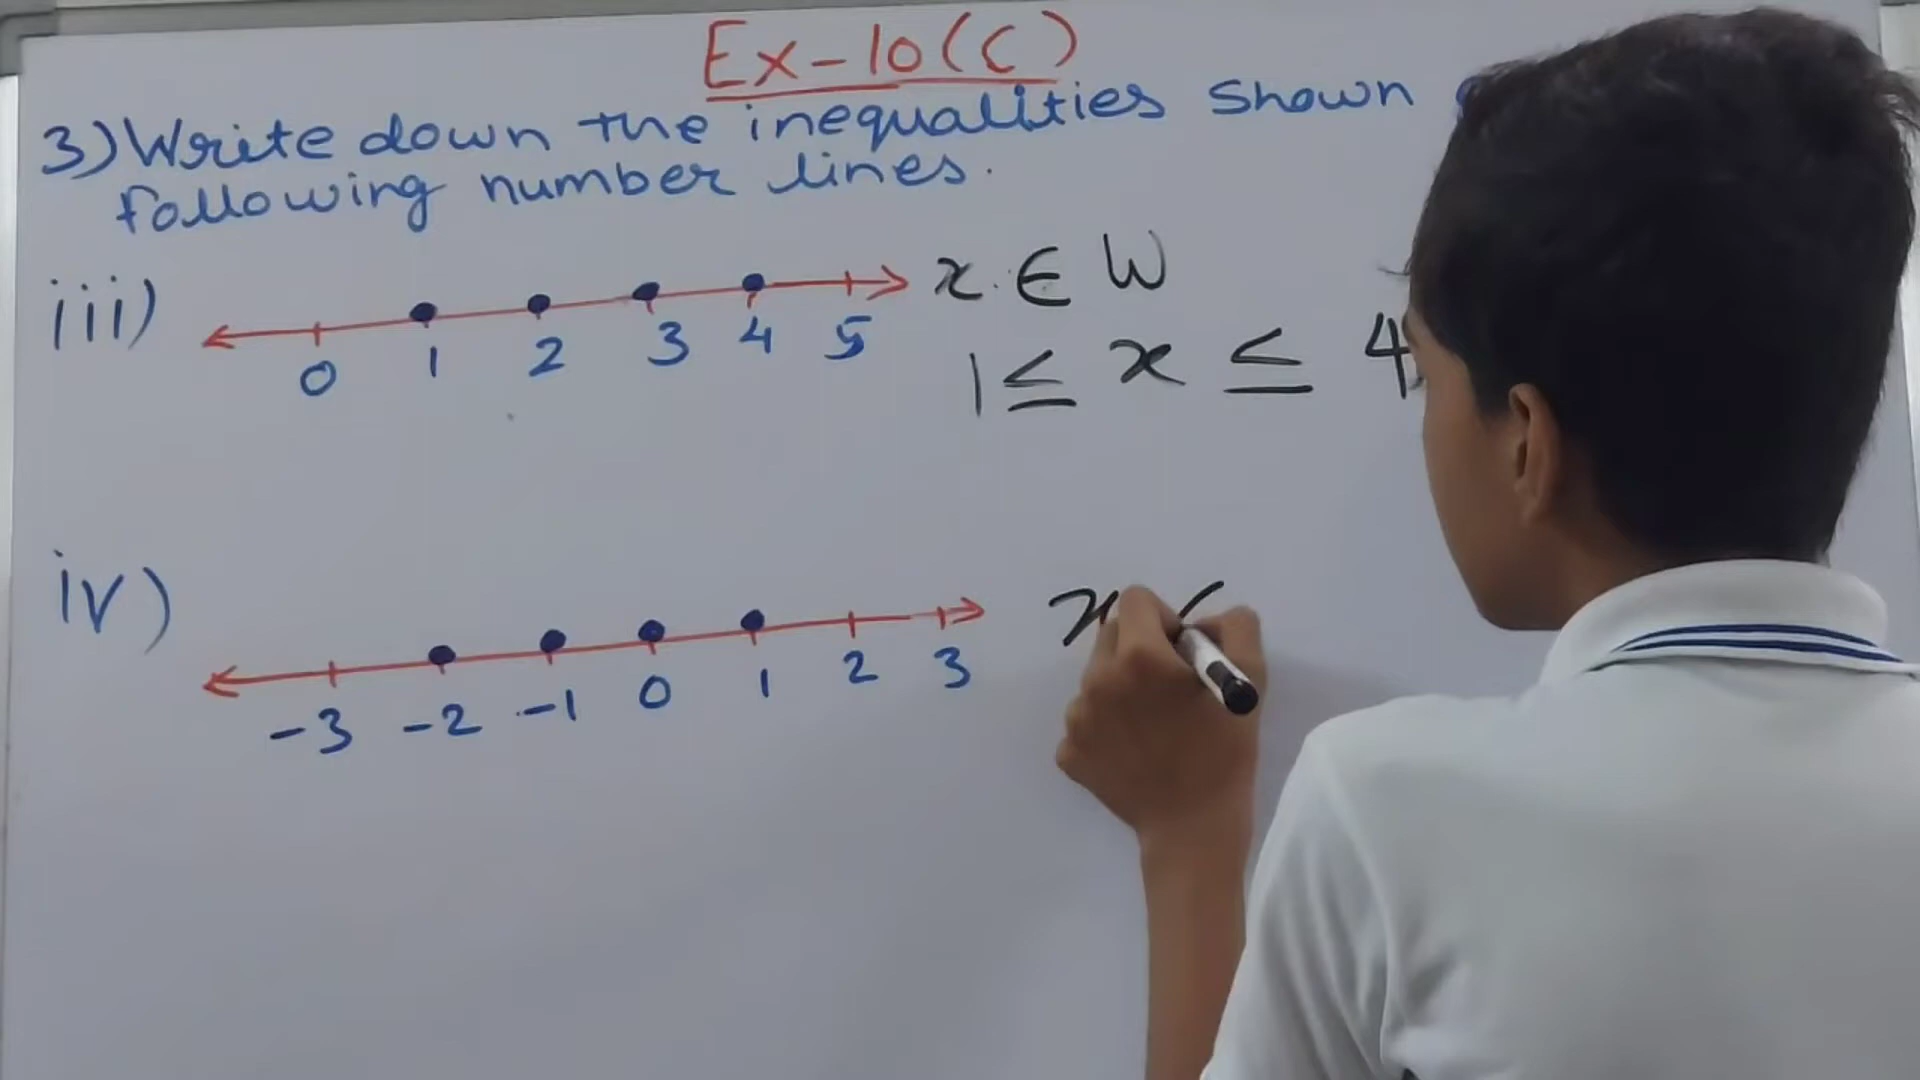 Ex-10(C)
3) Write down the inequalities shown
following number lines.
iii) 0 1 2 3 4 5 x ∈ W
1 ≤ x ≤ 4
iv) -3 -2 -1 0 1 2 3 x